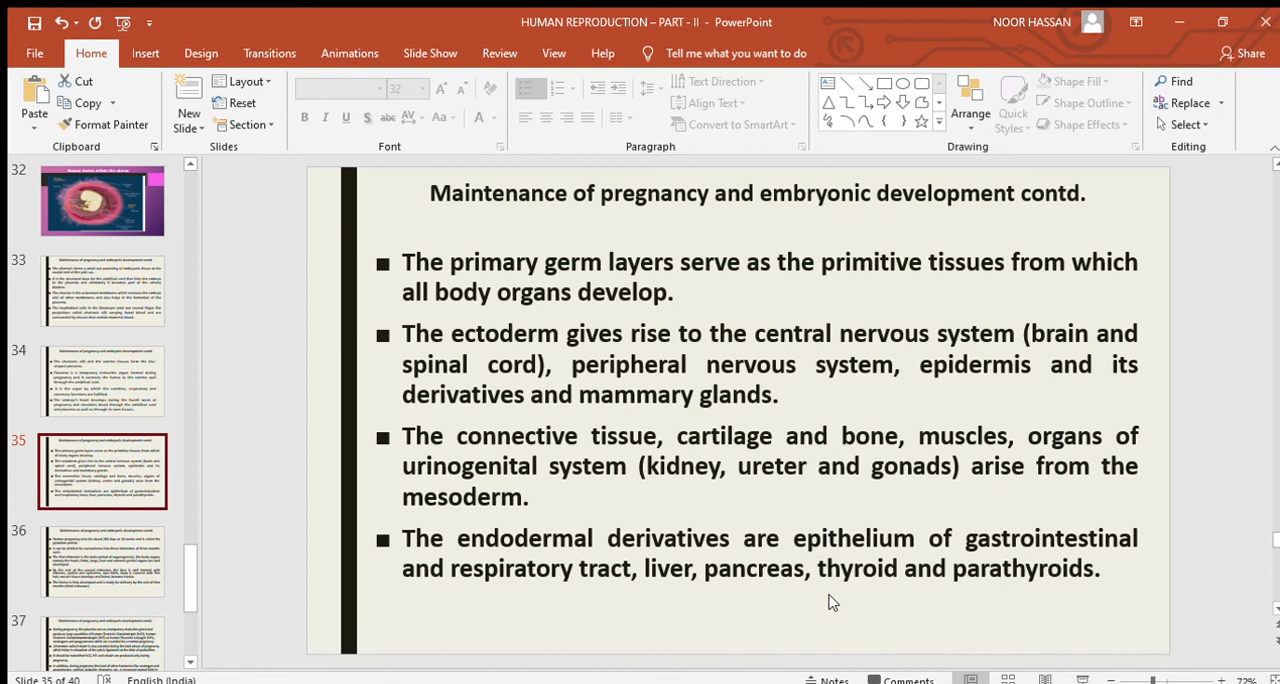 HUMAN REPRODUCTION – PART - II - PowerPoint
NOOR HASSAN
File Home Insert Design Transitions Animations Slide Show Review View Help Tell me what you want to do Share
Cut
Copy
Format Painter
Paste
Clipboard
New Slide
Layout
Reset
Section
Slides
32
B I U S abc AV Aa A
Font
Text Direction
Align Text
Convert to SmartArt
Paragraph
Arrange
Quick Styles
Shape Fill
Shape Outline
Shape Effects
Drawing
Find
Replace
Select
Editing
32
33
34
35
36
37
Maintenance of pregnancy and embryonic development contd.
■ The primary germ layers serve as the primitive tissues from which
all body organs develop.
■ The ectoderm gives rise to the central nervous system (brain and
spinal cord), peripheral nervous system, epidermis and its
derivatives and mammary glands.
■ The connective tissue, cartilage and bone, muscles, organs of
urinogenital system (kidney, ureter and gonads) arise from the
mesoderm.
■ The endodermal derivatives are epithelium of gastrointestinal
and respiratory tract, liver, pancreas, thyroid and parathyroids.
Slide 35 of 40 English (India) Notes Comments 72%